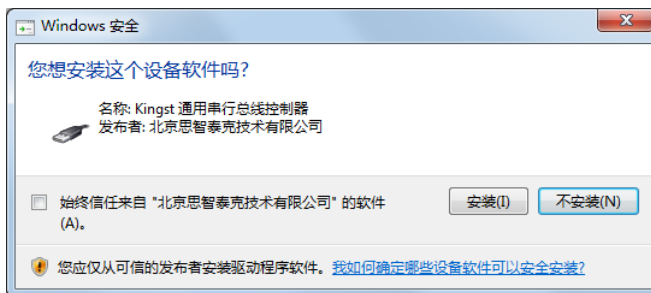 Windows 安全
您想安装这个设备软件吗?
名称: Kingst 通用串行总线控制器
发布者: 北京思智泰克技术有限公司
始终信任来自 "北京思智泰克技术有限公司" 的软件
(A)。
安装(I)
不安装(N)
您应仅从可信的发布者安装驱动程序软件。我如何确定哪些设备软件可以安全安装?